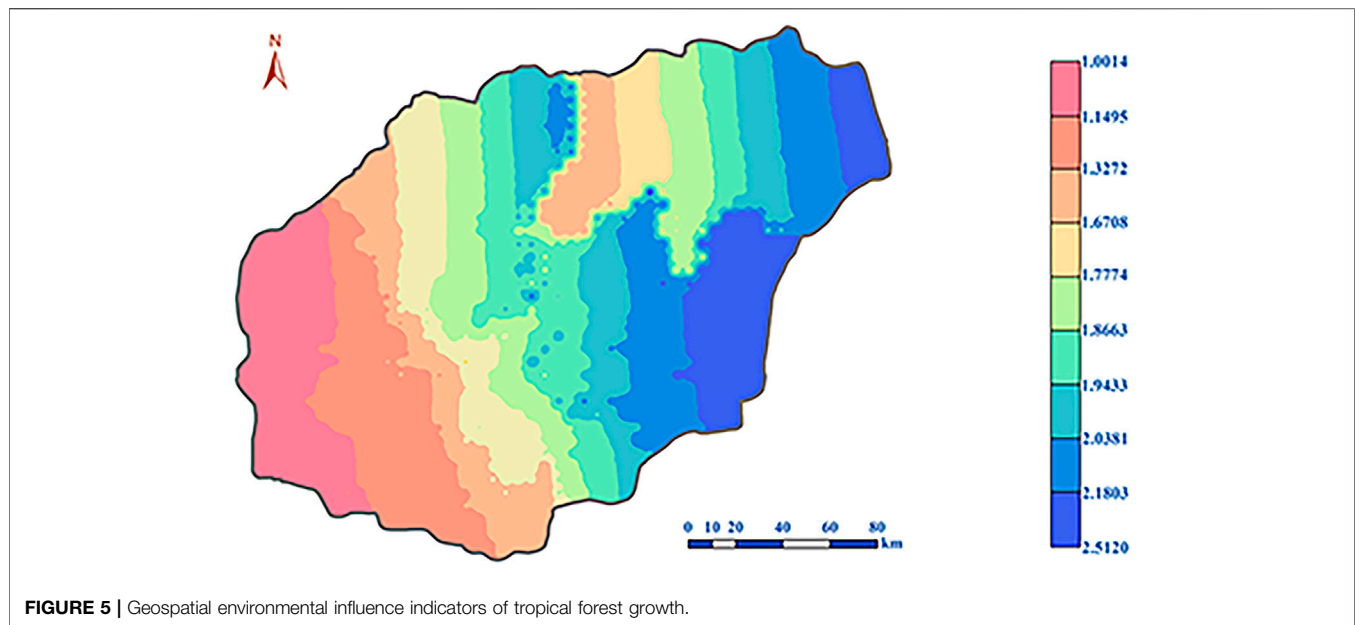 N
1.0014
1.1495
1.3272
1.6708
1.7774
1.8663
1.9433
2.0381
2.1803
2.5120
0 10 20 40 60 80
km
FIGURE 5 | Geospatial environmental influence indicators of tropical forest growth.